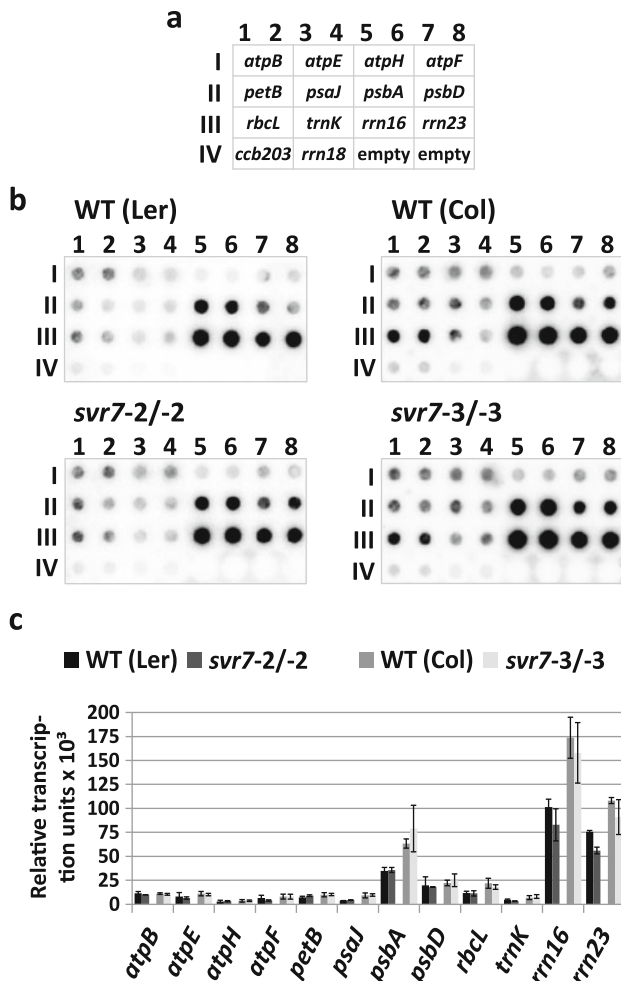 a
1 2 3 4 5 6 7 8
I atpB atpE atpH atpF
II petB psaJ psbA psbD
III rbcL trnK rrn16 rrn23
IV ccb203 rrn18 empty empty
b
WT (Ler)
1 2 3 4 5 6 7 8
I
II
III
IV
WT (Col)
1 2 3 4 5 6 7 8
I
II
III
IV
svr7-2/-2
1 2 3 4 5 6 7 8
I
II
III
IV
svr7-3/-3
1 2 3 4 5 6 7 8
I
II
III
IV
c
WT (Ler) svr7-2/-2 WT (Col) svr7-3/-3
Relative transcrip-
tion units x 10³
200
175
150
125
100
75
50
25
0
atpB atpE atpH atpF petB psaJ psbA psbD rbcL trnK rrn16 rrn23